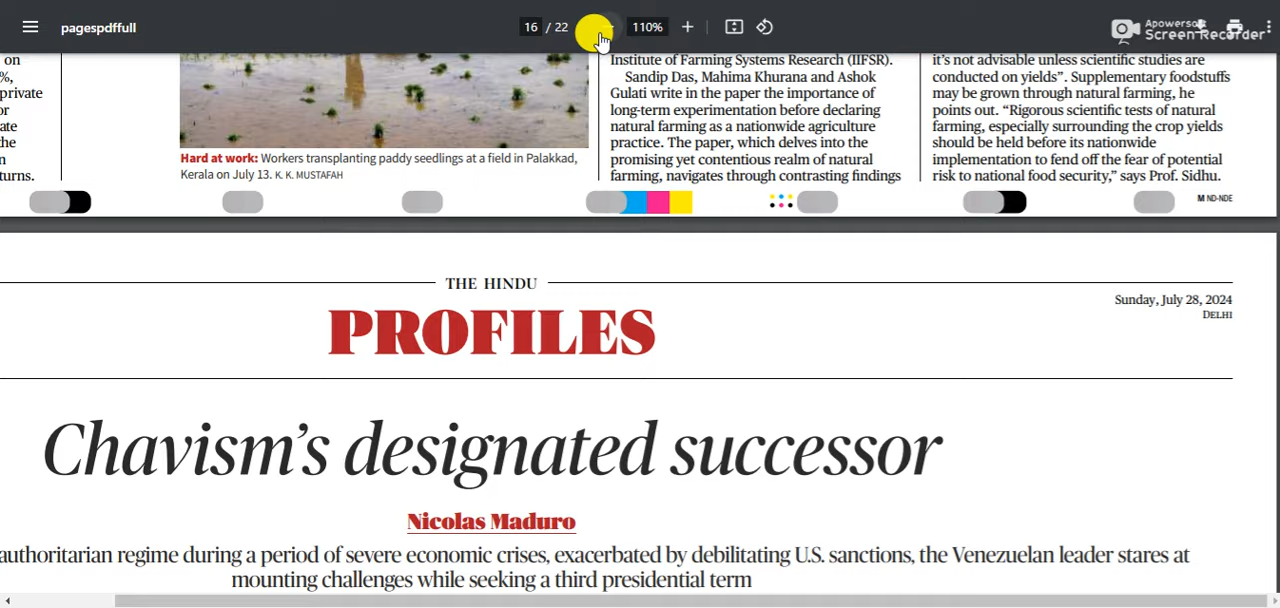 pagespdffull
16 / 22
110%
Apowersoft
Screen Recorder
on
%,
private
or
ate
the
n
turns.
Hard at work: Workers transplanting paddy seedlings at a field in Palakkad,
Kerala on July 13. K. K. MUSTAFAH
Institute of Farming Systems Research (IIFSR).
Sandip Das, Mahima Khurana and Ashok
Gulati write in the paper the importance of
long-term experimentation before declaring
natural farming as a nationwide agriculture
practice. The paper, which delves into the
promising yet contentious realm of natural
farming, navigates through contrasting findings
it's not advisable unless scientific studies are
conducted on yields”. Supplementary foodstuffs
may be grown through natural farming, he
points out. “Rigorous scientific tests of natural
farming, especially surrounding the crop yields
should be held before its nationwide
implementation to fend off the fear of potential
risk to national food security,” says Prof. Sidhu.
M ND-NDE
THE HINDU
PROFILES
Sunday, July 28, 2024
DELHI
Chavism’s designated successor
Nicolas Maduro
authoritarian regime during a period of severe economic crises, exacerbated by debilitating U.S. sanctions, the Venezuelan leader stares at
mounting challenges while seeking a third presidential term